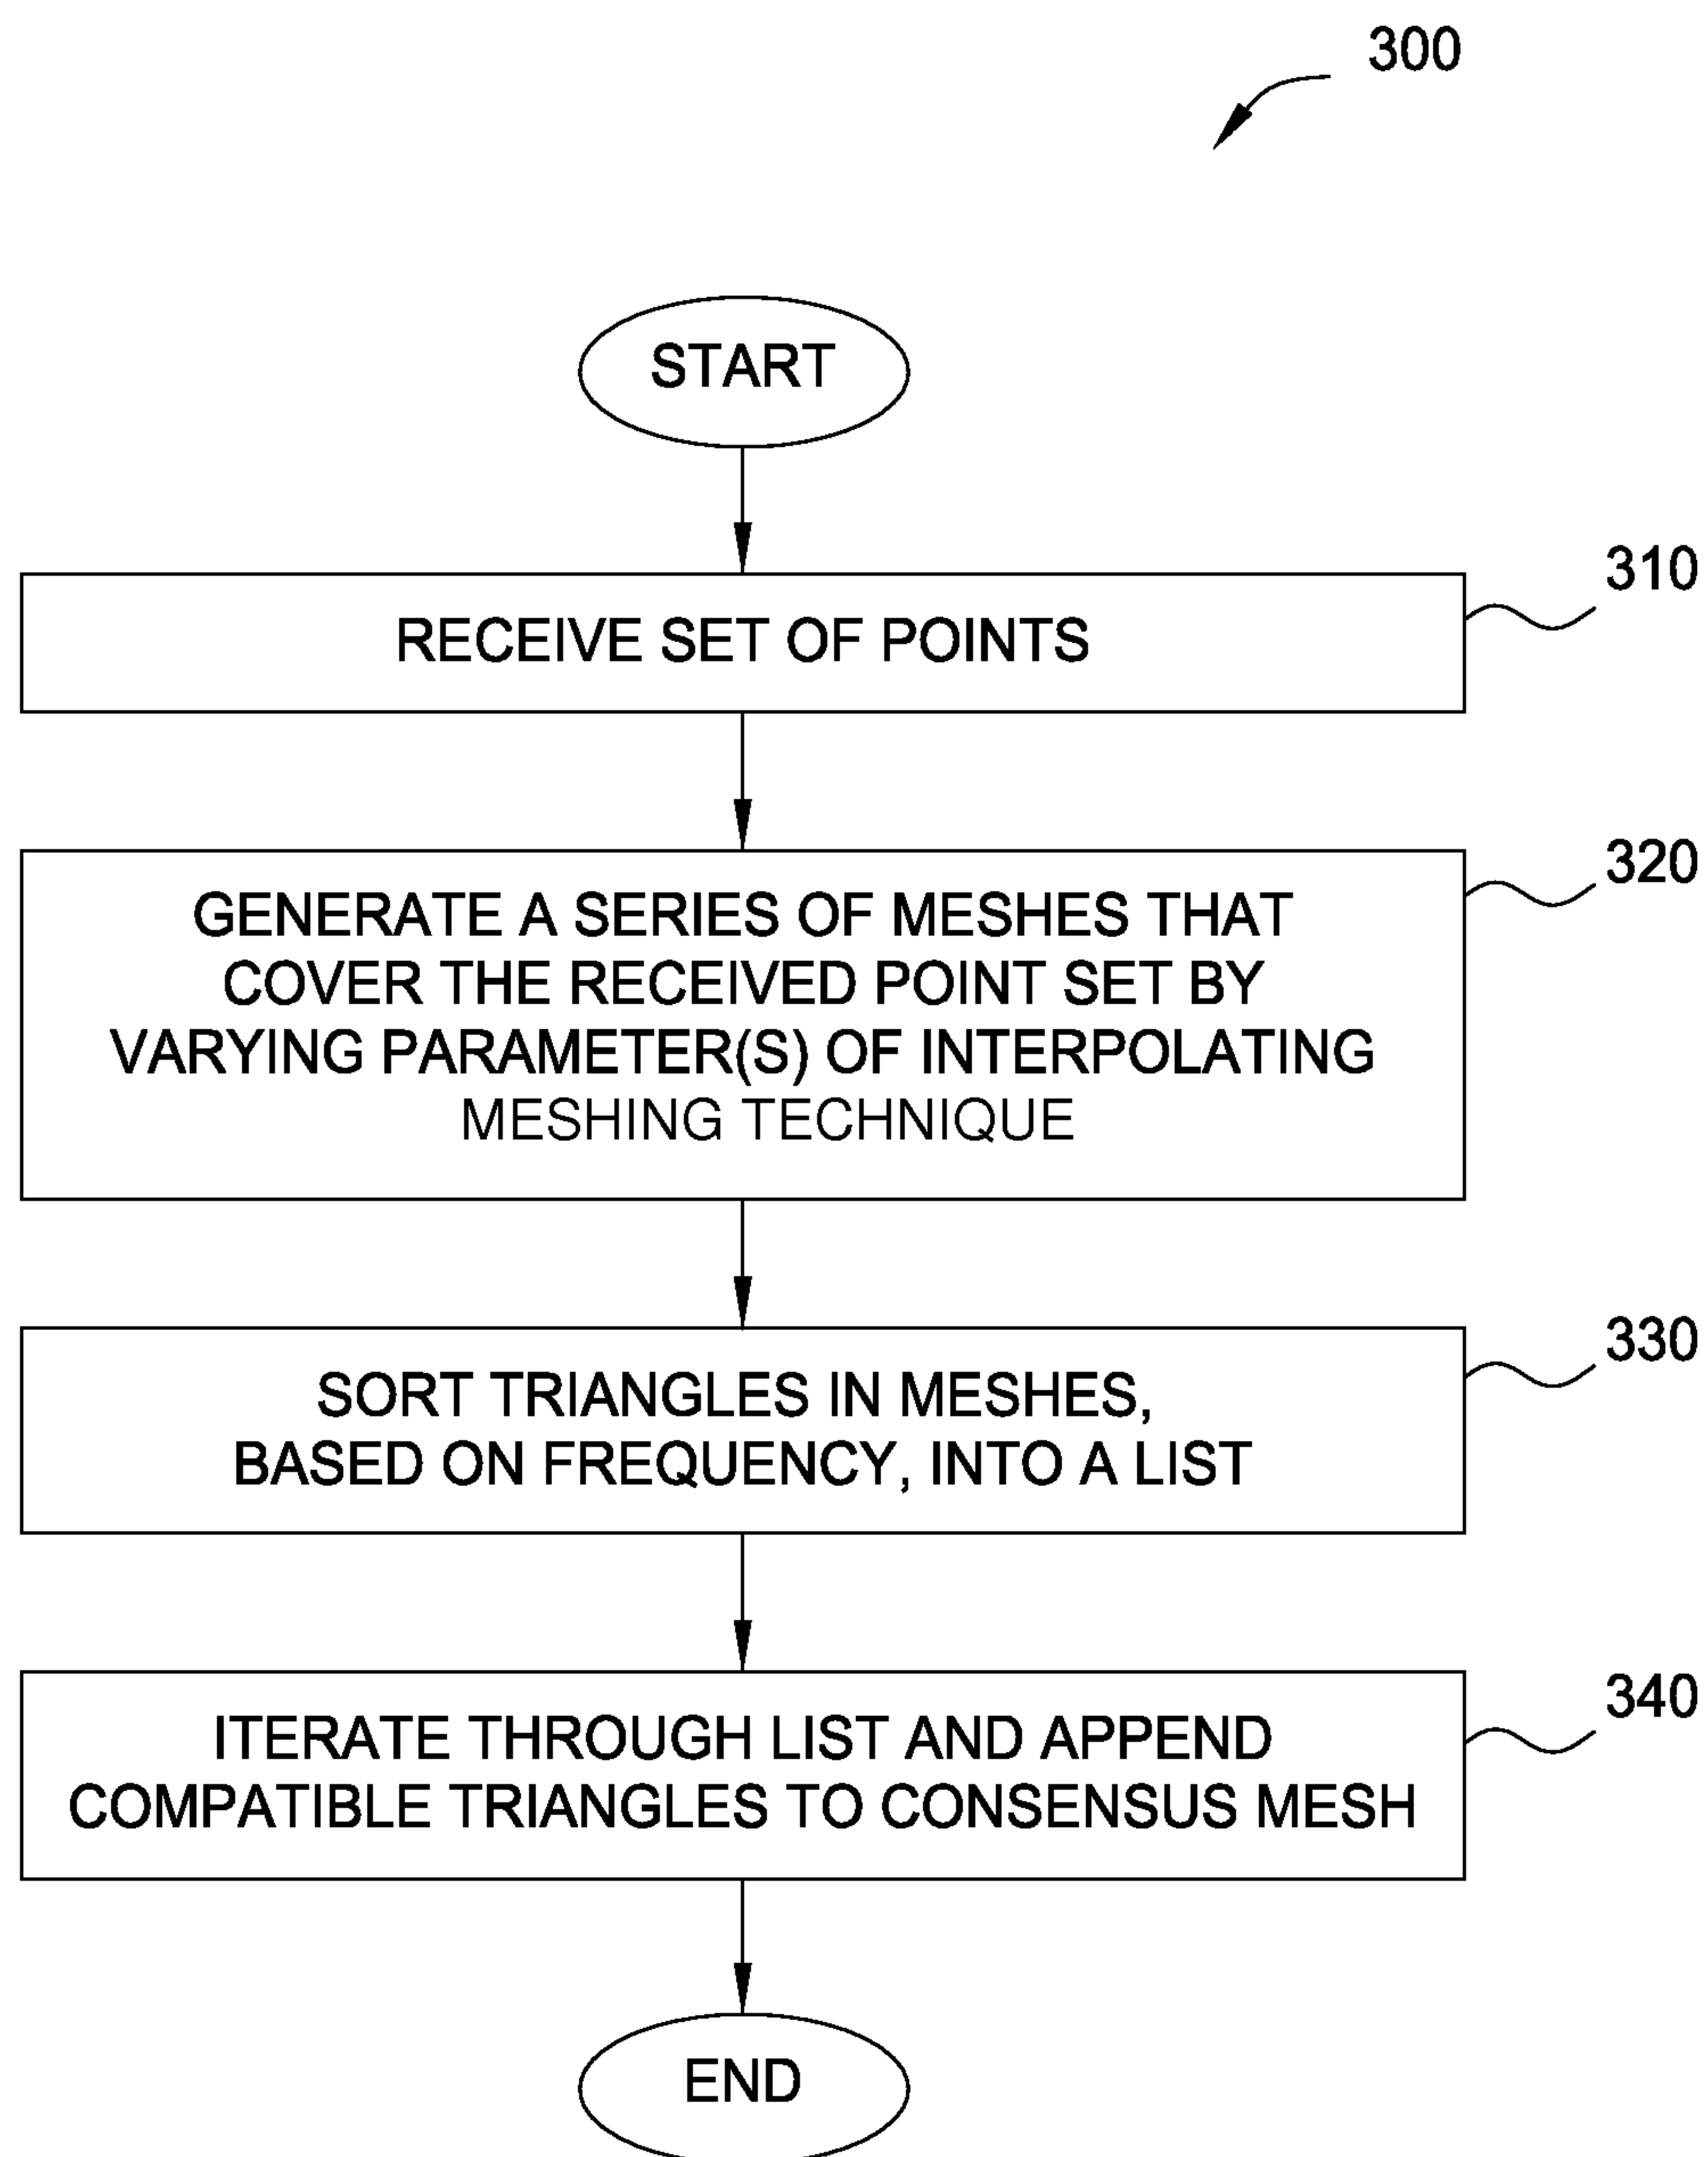 300
START
310
RECEIVE SET OF POINTS
320
GENERATE A SERIES OF MESHES THAT
COVER THE RECEIVED POINT SET BY
VARYING PARAMETER(S) OF INTERPOLATING
MESHING TECHNIQUE
330
SORT TRIANGLES IN MESHES,
BASED ON FREQUENCY, INTO A LIST
340
ITERATE THROUGH LIST AND APPEND
COMPATIBLE TRIANGLES TO CONSENSUS MESH
END